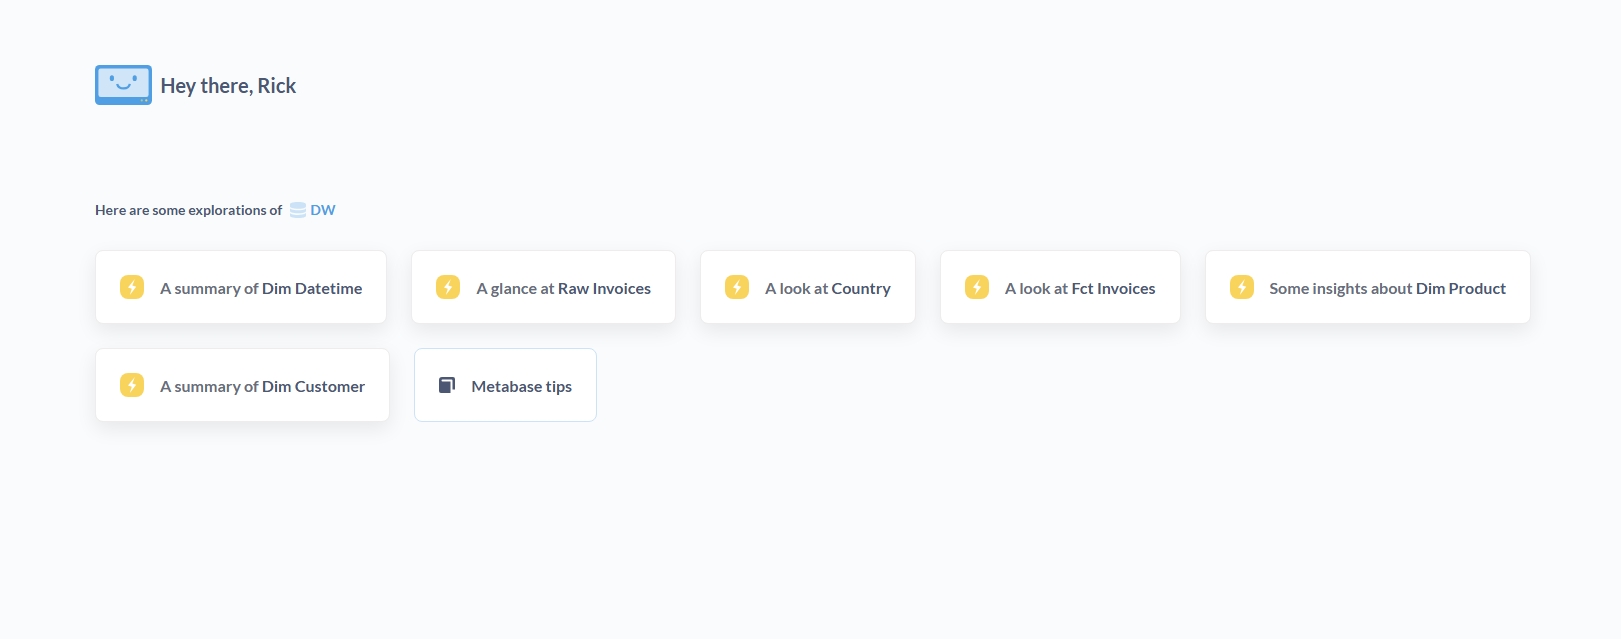 Hey there, Rick
Here are some explorations of DW
A summary of Dim Datetime
A glance at Raw Invoices
A look at Country
A look at Fct Invoices
Some insights about Dim Product
A summary of Dim Customer
Metabase tips